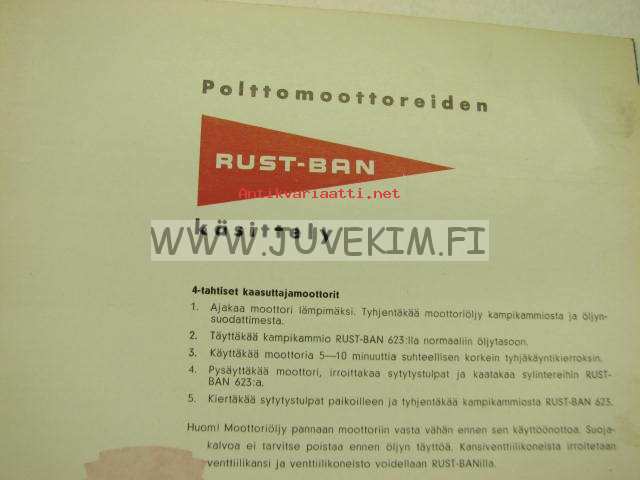 Polttomoottoreiden
RUST-BAN
Antikvariaatti.net
käsittely
WWW.JUVEKIM.FI
4-tahtiset kaasuttajamoottorit
1. Ajakaa moottori lämpimäksi. Tyhjentäkää moottoriöljy kampikammiosta ja öljyn-
suodattimesta.
2. Täyttäkää kampikammio RUST-BAN 623:lla normaaliin öljytasoon.
3. Käyttäkää moottoria 5—10 minuuttia suhteellisen korkein tyhjäkäyntikierroksin.
4. Pysäyttäkää moottori, irroittakaa sytytystulpat ja kaatakaa sylintereihin RUST-
BAN 623:a.
5. Kiertäkää sytytystulpat paikoilleen ja tyhjentäkää kampikammiosta RUST-BAN 623.
Huom! Moottoriöljy pannaan moottoriin vasta vähän ennen sen käyttöönottoa. Suoja-
kalvoa ei tarvitse poistaa ennen öljyn täyttöä. Kansiventtiilikoneista irroitetaan
venttiilikansi ja venttiilikoneisto voidellaan RUST-BANilla.